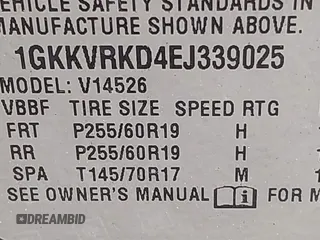 VEHICLE SAFETY STANDARDS IN
MANUFACTURE SHOWN ABOVE.
1GKKVRKD4EJ339025
MODEL: V14526
VBBF TIRE SIZE SPEED RTG
FRT P255/60R19 H
RR P255/60R19 H
SPA T145/70R17 M
SEE OWNER'S MANUAL FOR M
DREAMBID